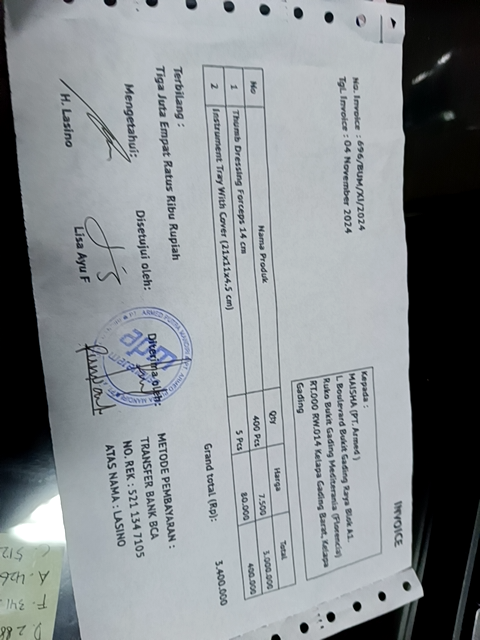 INVOICE
No. Invoice : 696/BUM/XI/2024
Tgl. Invoice : 04 November 2024
Kepada :
MAISHA (PT. Armed )
l. Boulevard Bukit Gading Raya Blok A1.
Ruko Bukit Gading Mediterania (Florencia)
RT.000 RW.014 Kelapa Gading Barat, Kelapa
Gading
No Nama Produk Qty Harga Total
1 Thumb Dressing Forceps 14 cm 400 Pcs 7,500 3,000,000
2 Instrument Tray With Cover (21x11x4,5 cm) 5 Pcs 80,000 400,000
Grand total (Rp): 3,400,000
Terbilang :
Tiga Juta Empat Ratus Ribu Rupiah
Mengetahui: Disetujui oleh: Diterima oleh:
H. Lasino Lisa Ayu F
METODE PEMBAYARAN :
TRANSFER BANK BCA
NO. REK : 521 134 7105
ATAS NAMA : LASINO